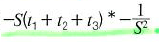 -S(t₁ + t₂ + t₃) * -1/S².